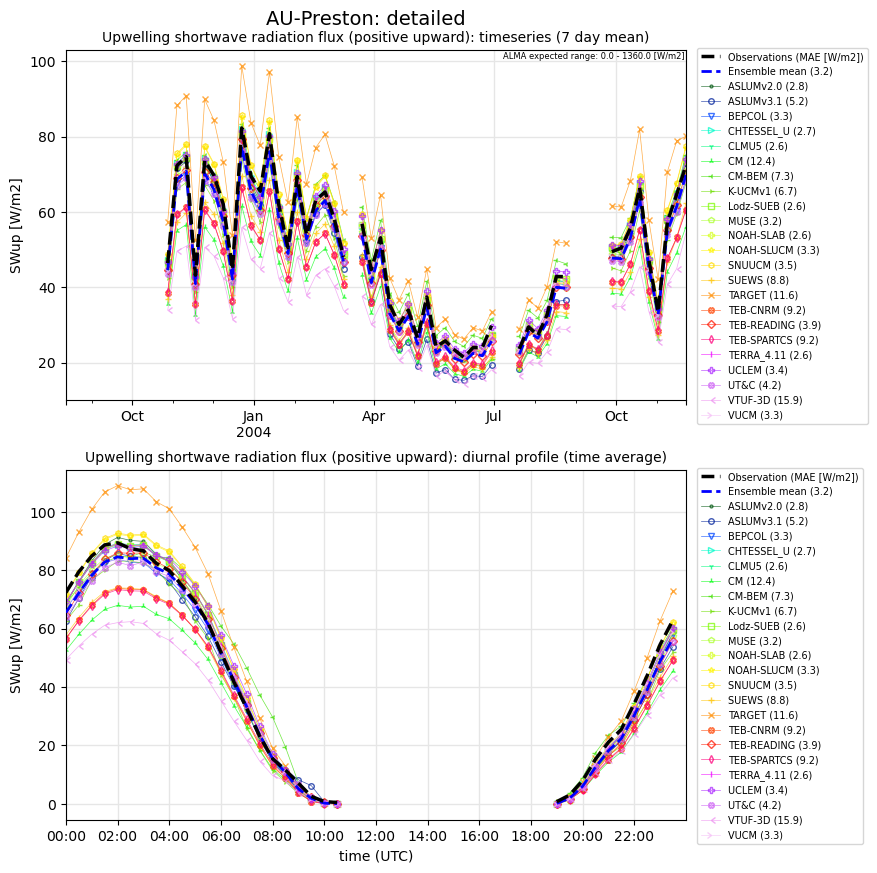 AU-Preston: detailed
Upwelling shortwave radiation flux (positive upward): timeseries (7 day mean)
ALMA expected range: 0.0 - 1360.0 [W/m2]
SWup [W/m2]
100
80
60
40
20
Oct
Jan
2004
Apr
Jul
Oct
Observations (MAE [W/m2])
Ensemble mean (3.2)
ASLUMv2.0 (2.8)
ASLUMv3.1 (5.2)
BEPCOL (3.3)
CHTESSEL_U (2.7)
CLMU5 (2.6)
CM (12.4)
CM-BEM (7.3)
K-UCMv1 (6.7)
Lodz-SUEB (2.6)
MUSE (3.2)
NOAH-SLAB (2.6)
NOAH-SLUCM (3.3)
SNUUCM (3.5)
SUEWS (8.8)
TARGET (11.6)
TEB-CNRM (9.2)
TEB-READING (3.9)
TEB-SPARTCS (9.2)
TERRA_4.11 (2.6)
UCLEM (3.4)
UT&C (4.2)
VTUF-3D (15.9)
VUCM (3.3)
Upwelling shortwave radiation flux (positive upward): diurnal profile (time average)
SWup [W/m2]
100
80
60
40
20
0
00:00
02:00
04:00
06:00
08:00
10:00
12:00
14:00
16:00
18:00
20:00
22:00
time (UTC)
Observation (MAE [W/m2])
Ensemble mean (3.2)
ASLUMv2.0 (2.8)
ASLUMv3.1 (5.2)
BEPCOL (3.3)
CHTESSEL_U (2.7)
CLMU5 (2.6)
CM (12.4)
CM-BEM (7.3)
K-UCMv1 (6.7)
Lodz-SUEB (2.6)
MUSE (3.2)
NOAH-SLAB (2.6)
NOAH-SLUCM (3.3)
SNUUCM (3.5)
SUEWS (8.8)
TARGET (11.6)
TEB-CNRM (9.2)
TEB-READING (3.9)
TEB-SPARTCS (9.2)
TERRA_4.11 (2.6)
UCLEM (3.4)
UT&C (4.2)
VTUF-3D (15.9)
VUCM (3.3)